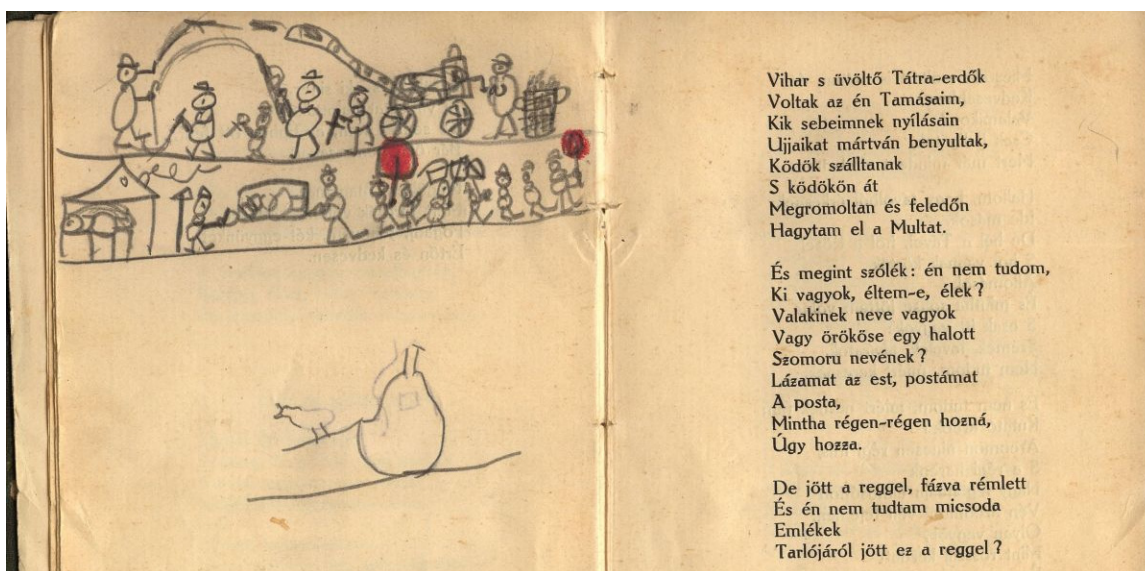 Értőn és kedvesen.
Vihar s üvöltő Tátra-erdők
Voltak az én Tamásaim,
Kik sebeimnek nyílásain
Ujjaikat mártván benyultak,
Ködök szálltanak
S ködökön át
Megromoltan és feledőn
Hagytam el a Multat.
És megint szólék: én nem tudom,
Ki vagyok, éltem-e, élek?
Valakinek neve vagyok
Vagy örököse egy halott
Szomoru nevének?
Lázamat az est, postámat
A posta,
Mintha régen-régen hozná,
Úgy hozza.
De jött a reggel, fázva rémlett
És én nem tudtam micsoda
Emlékek
Tarlójáról jött ez a reggel?